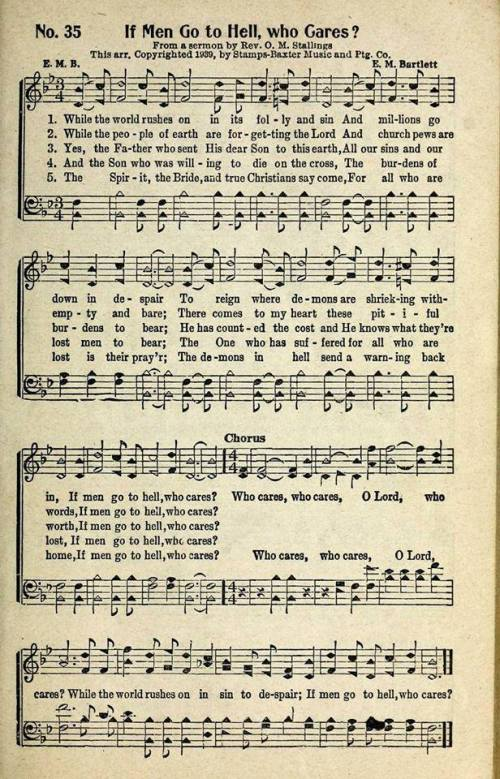 No. 35 If Men Go to Hell, who Cares?
From a sermon by Rev. O. M. Stallings
This arr. Copyrighted 1939, by Stamps-Baxter Music and Ptg. Co.
E. M. B. E. M. Bartlett
3/4
1. While the world rushes on in its fol - ly and sin And mil-lions go
2. While the peo - ple of earth are for - get-ting the Lord And church pews are
3. Yes, the Fa-ther who sent His dear Son to this earth, All our sins and our
4. And the Son who was will - ing to die on the cross, The bur-dens of
5. The Spir - it, the Bride, and true Christians say come, For all who are
3/4
down in de - spair To reign where de - mons are shriek-ing with-
emp - ty and bare; There comes to my heart these pit - i - ful
bur - dens to bear; He has count - ed the cost and He knows what they're
lost men to bear; The One who has suf - fered for all who are
lost is their pray'r; The de-mons in hell send a warn-ing back
Chorus
4/4
in, If men go to hell, who cares? Who cares, who cares, O Lord, who
words, If men go to hell, who cares?
worth, If men go to hell, who cares?
lost, If men go to hell, who cares?
home, If men go to hell, who cares? Who cares, who cares, O Lord,
4/4
cares? While the world rushes on in sin to de-spair; If men go to hell, who cares?